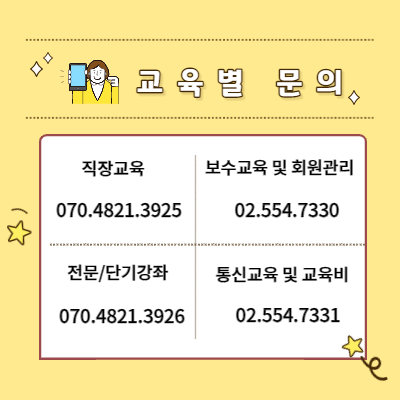 교육별 문의
직장교육
070.4821.3925
보수교육 및 회원관리
02.554.7330
전문/단기강좌
070.4821.3926
통신교육 및 교육비
02.554.7331